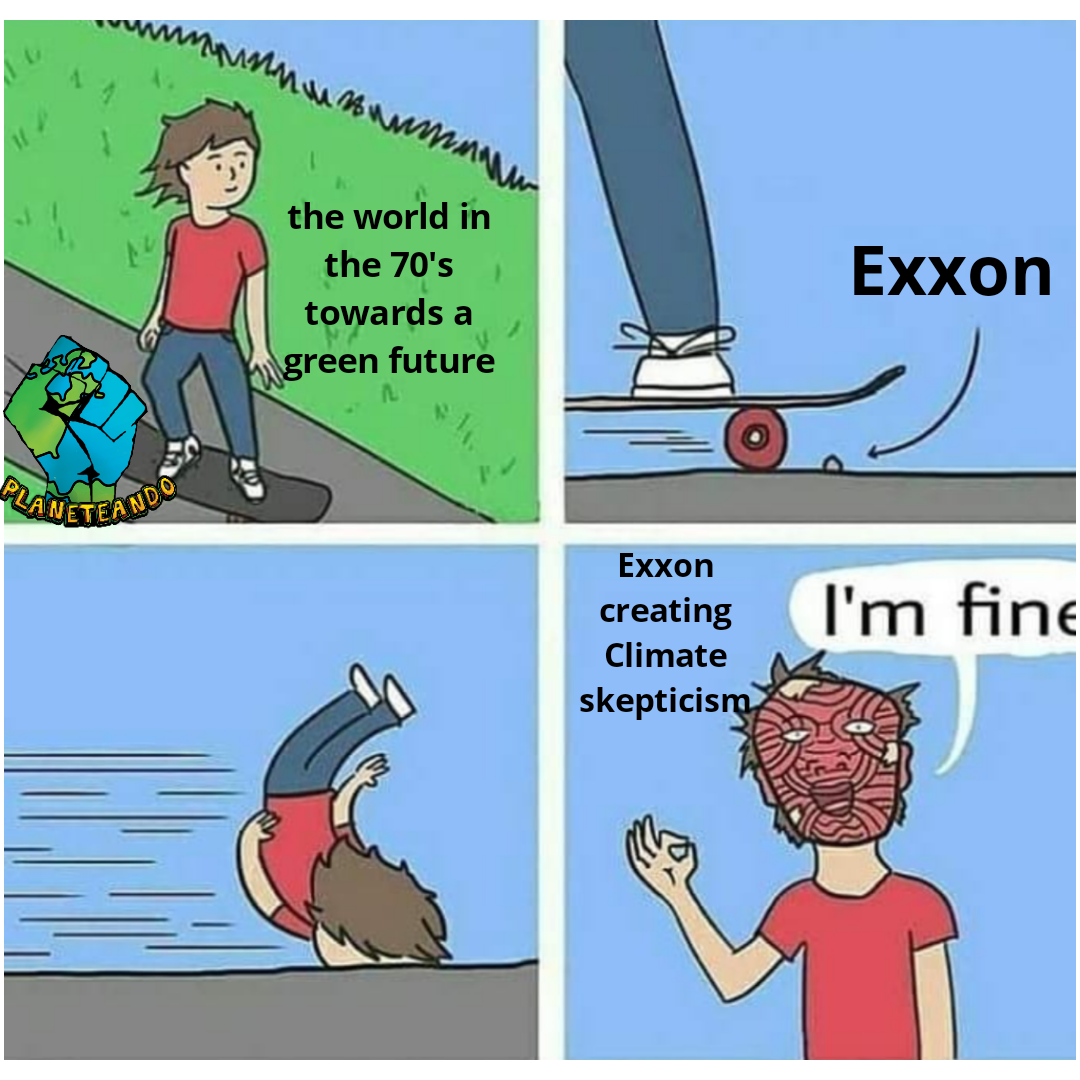 the world in
the 70's
towards a
green future
PLANETEANDO
Exxon
Exxon
creating
Climate
skepticism
I'm fine